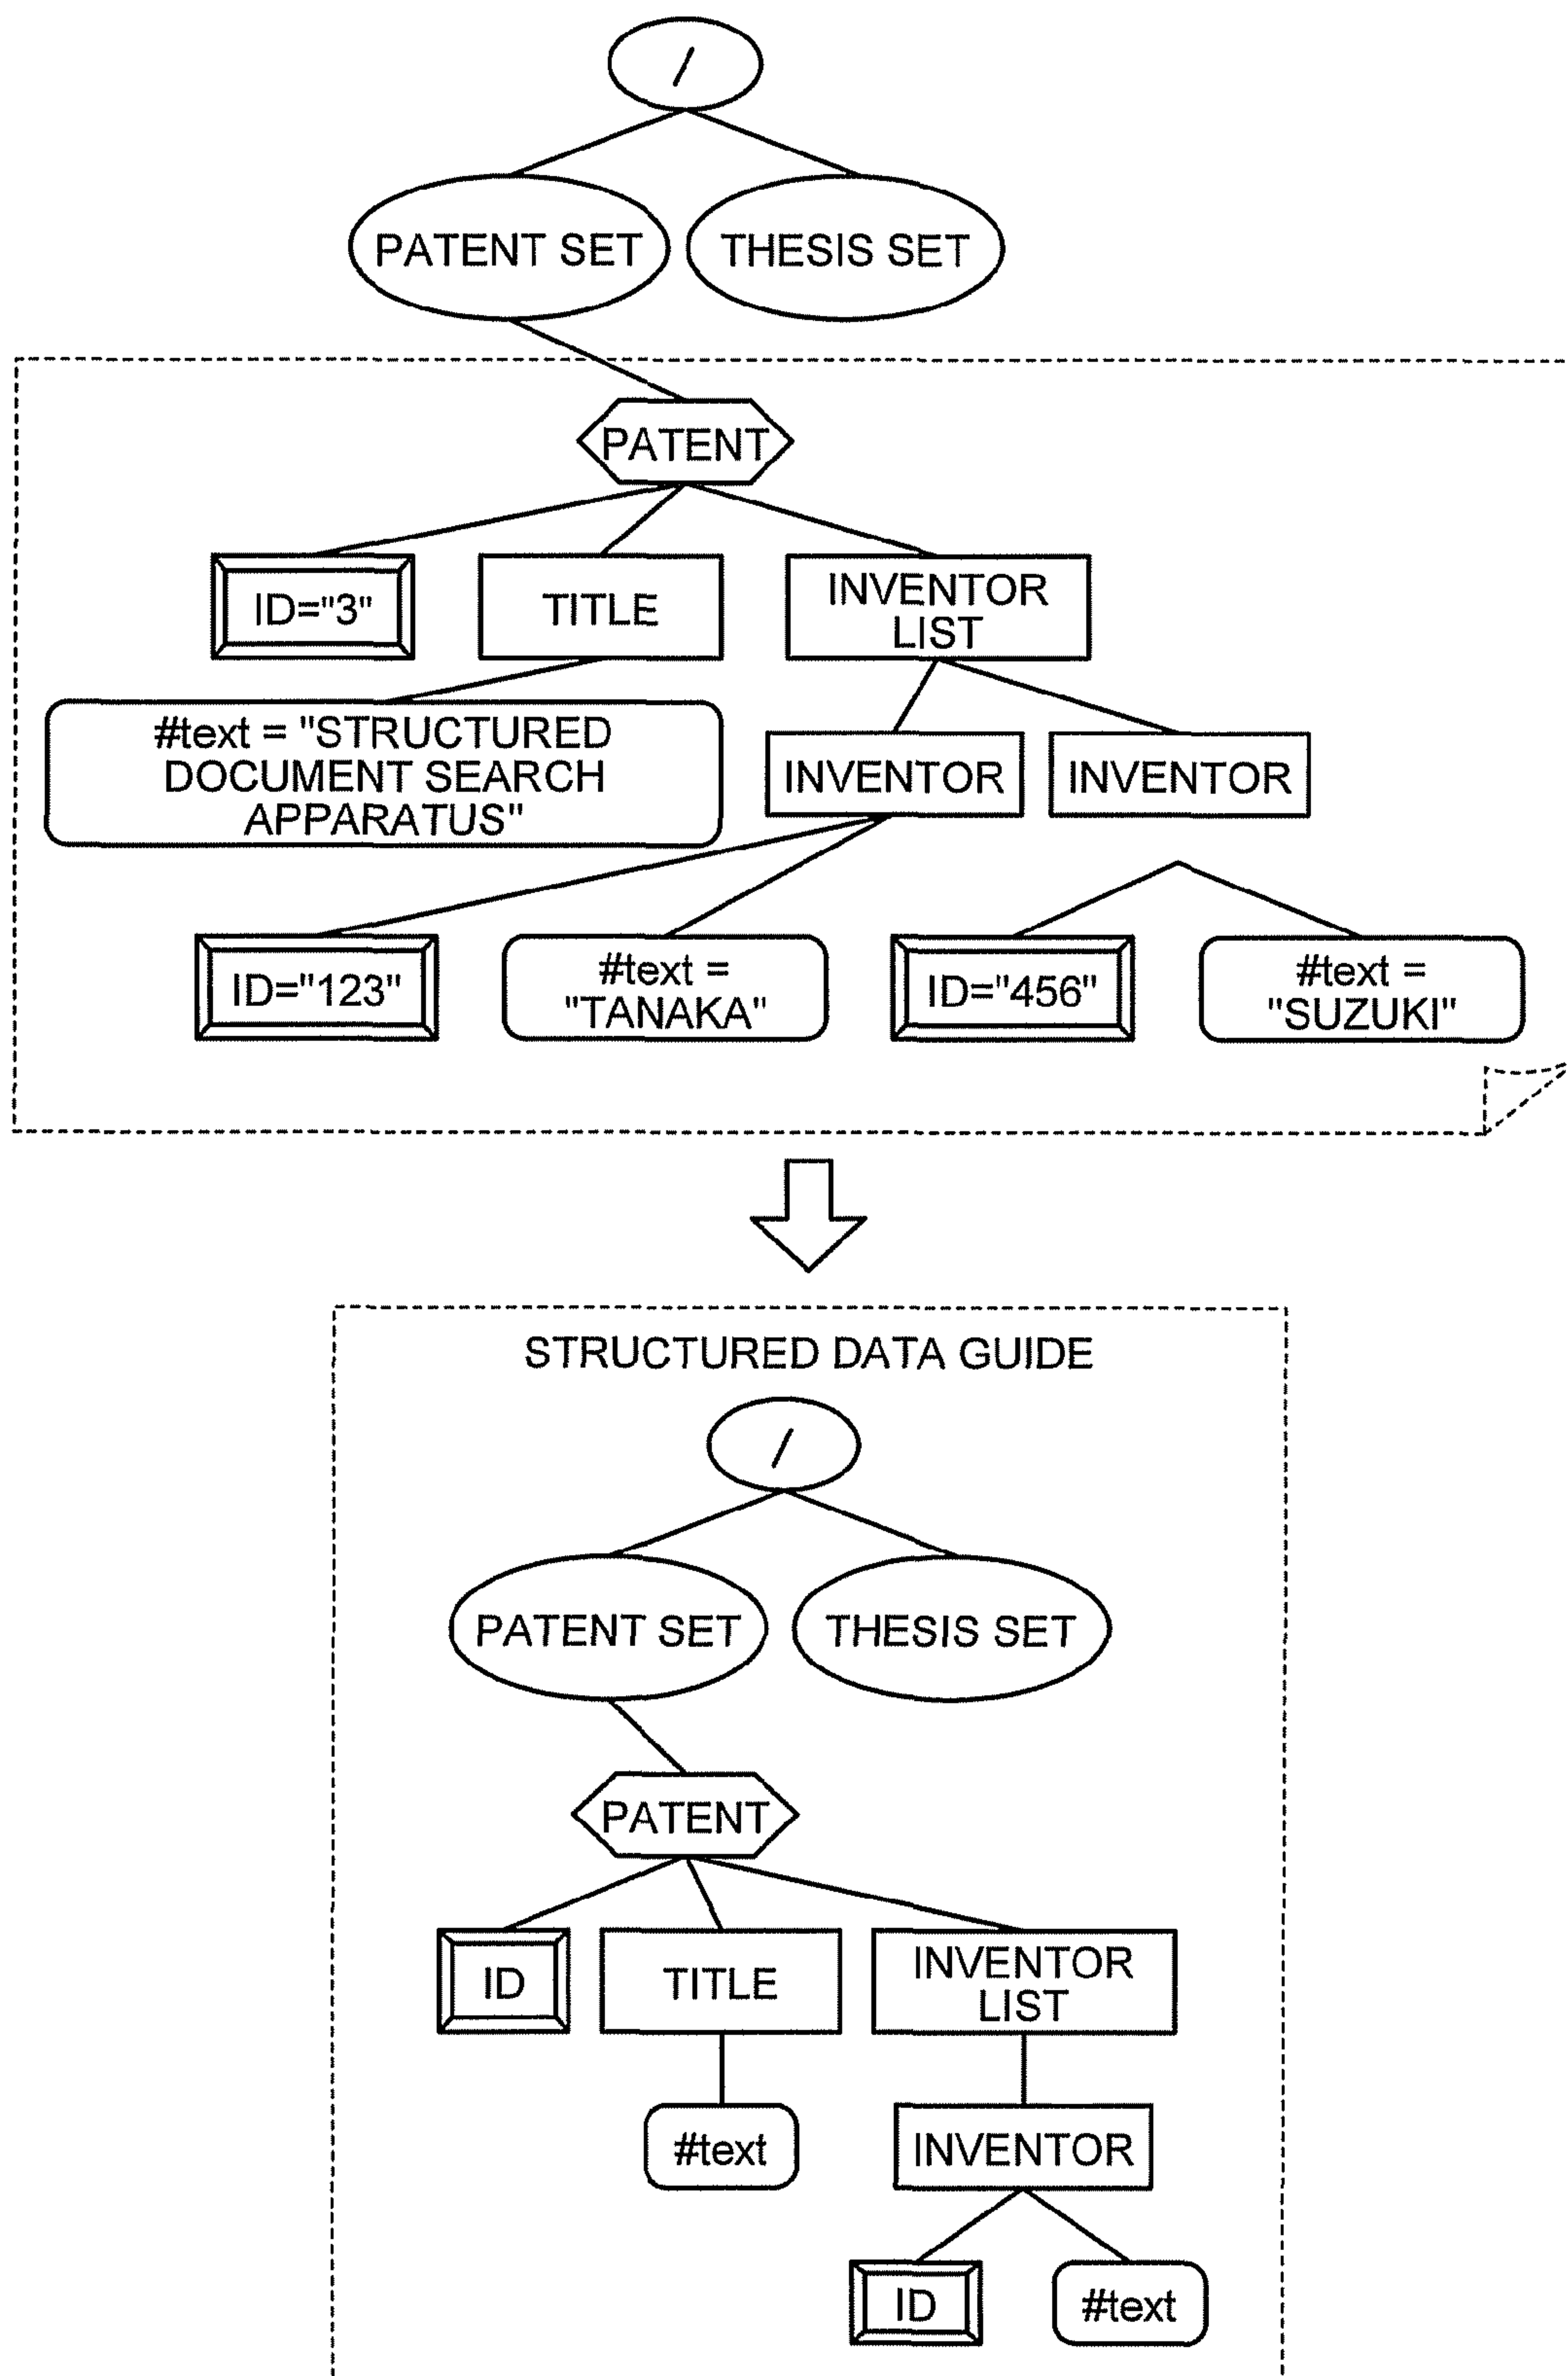 /
PATENT SET
THESIS SET
PATENT
ID="3"
TITLE
INVENTOR
LIST
#text = "STRUCTURED
DOCUMENT SEARCH
APPARATUS"
INVENTOR
INVENTOR
ID="123"
#text =
"TANAKA"
ID="456"
#text =
"SUZUKI"
STRUCTURED DATA GUIDE
/
PATENT SET
THESIS SET
PATENT
ID
TITLE
INVENTOR
LIST
#text
INVENTOR
ID
#text